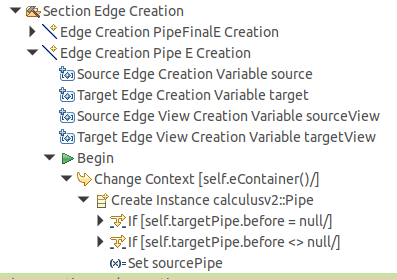 Section Edge Creation
Edge Creation PipeFinalE Creation
Edge Creation Pipe E Creation
Source Edge Creation Variable source
Target Edge Creation Variable target
Source Edge View Creation Variable sourceView
Target Edge View Creation Variable targetView
Begin
Change Context [self.eContainer()/]
Create Instance calculusv2::Pipe
If [self.targetPipe.before = null/]
If [self.targetPipe.before <> null/]
(x)= Set sourcePipe